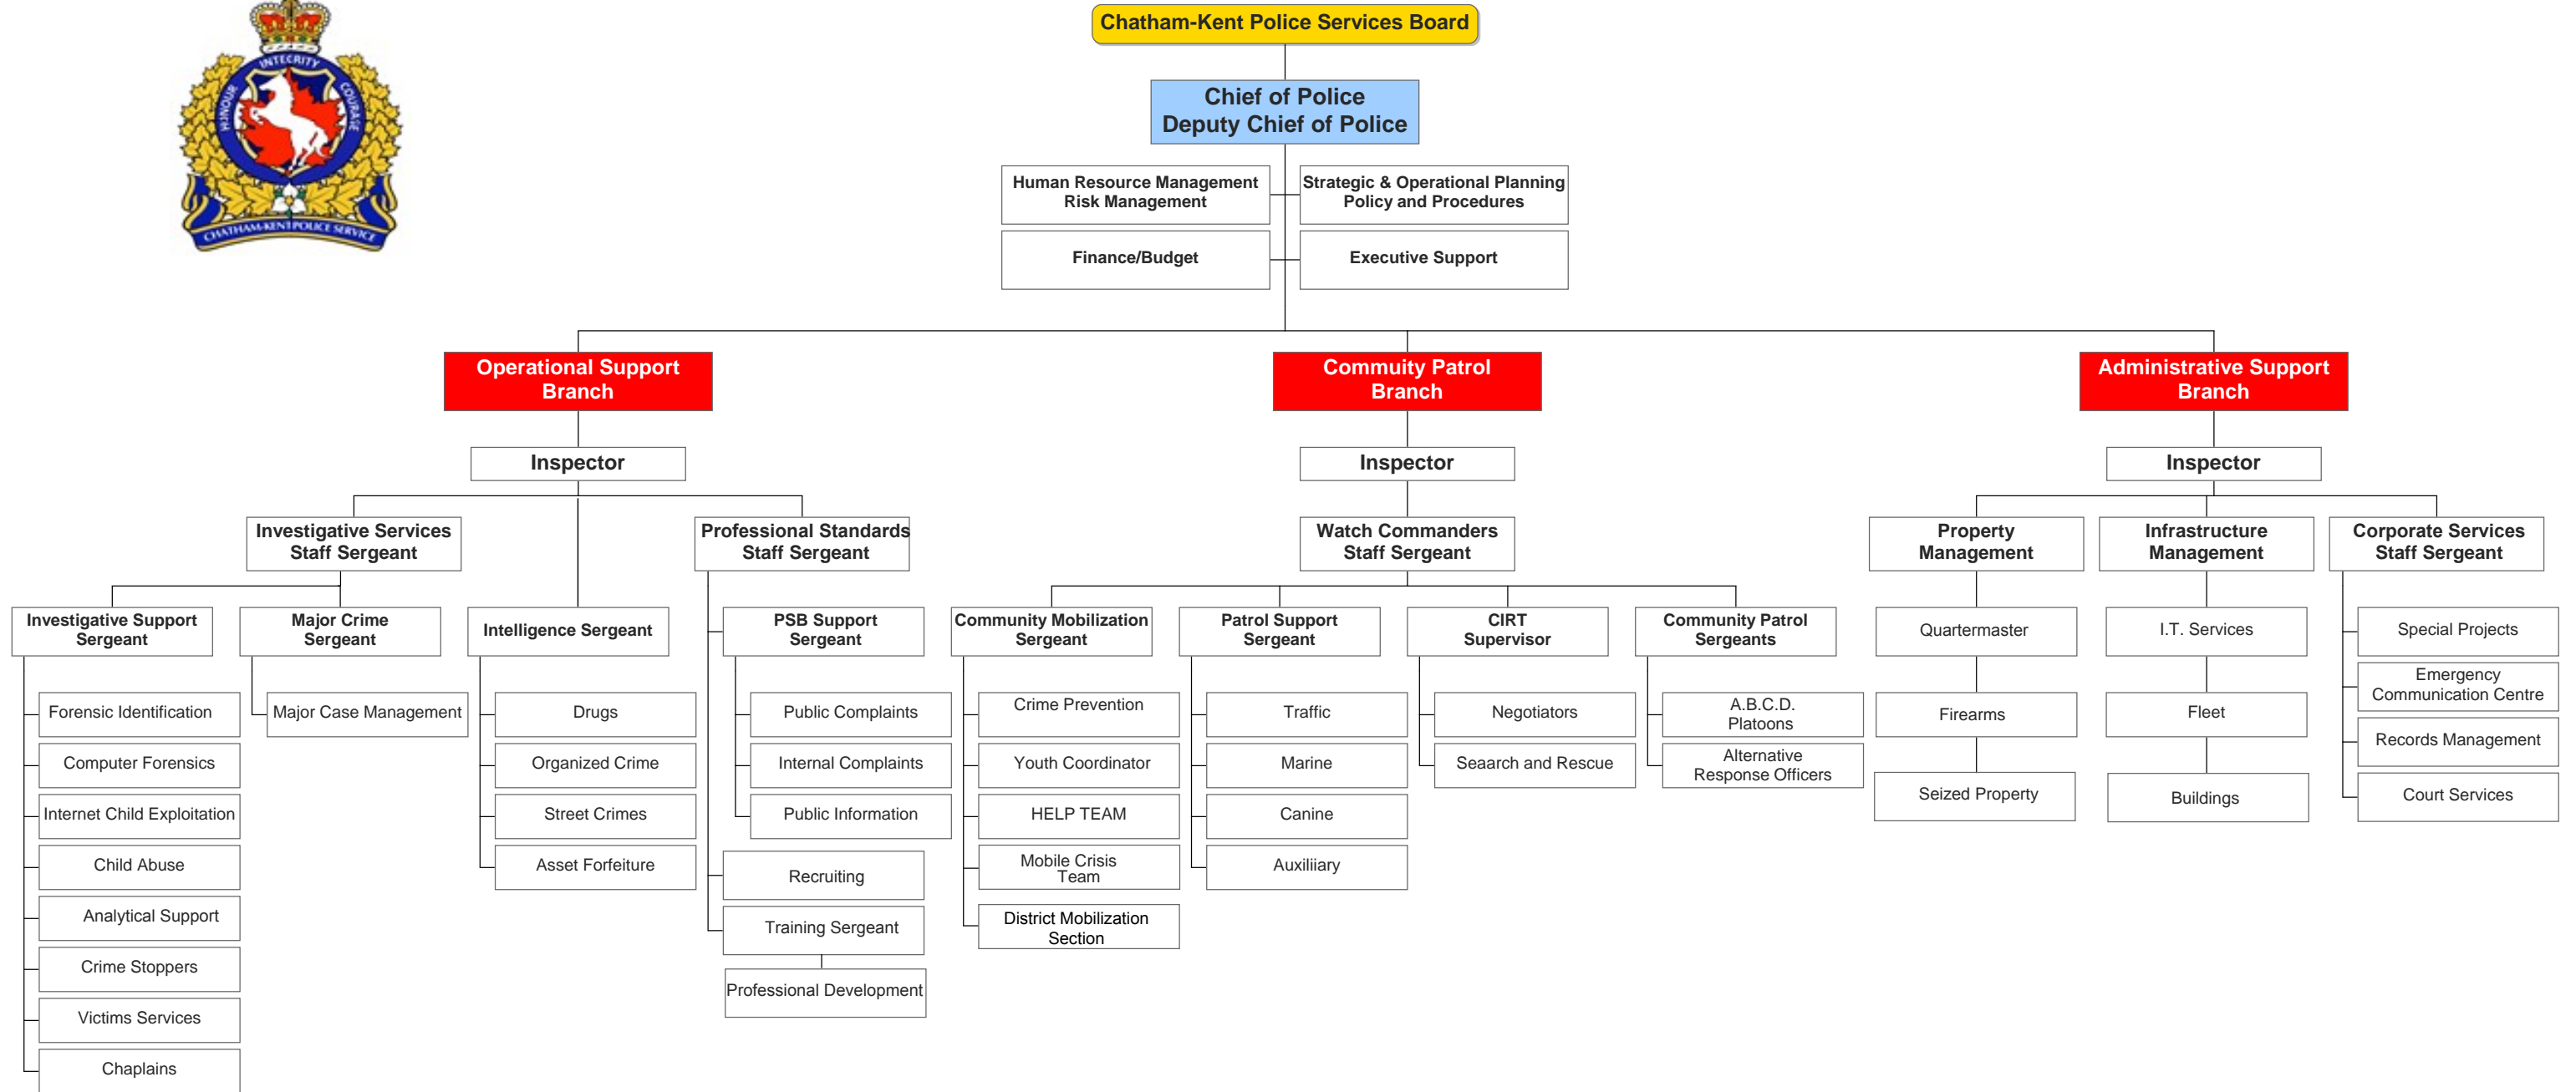 INTEGRITY
HONOUR
COURAGE
CHATHAM-KENT POLICE SERVICE
Chatham-Kent Police Services Board
Chief of Police
Deputy Chief of Police
Human Resource Management
Risk Management
Strategic & Operational Planning
Policy and Procedures
Finance/Budget
Executive Support
Operational Support
Branch
Commuity Patrol
Branch
Administrative Support
Branch
Inspector
Inspector
Inspector
Investigative Services
Staff Sergeant
Professional Standards
Staff Sergeant
Watch Commanders
Staff Sergeant
Property
Management
Infrastructure
Management
Corporate Services
Staff Sergeant
Investigative Support
Sergeant
Major Crime
Sergeant
Intelligence Sergeant
PSB Support
Sergeant
Community Mobilization
Sergeant
Patrol Support
Sergeant
CIRT
Supervisor
Community Patrol
Sergeants
Quartermaster
I.T. Services
Special Projects
Forensic Identification
Computer Forensics
Internet Child Exploitation
Child Abuse
Analytical Support
Crime Stoppers
Victims Services
Chaplains
Major Case Management
Drugs
Organized Crime
Street Crimes
Asset Forfeiture
Public Complaints
Internal Complaints
Public Information
Recruiting
Training Sergeant
Professional Development
Crime Prevention
Youth Coordinator
HELP TEAM
Mobile Crisis
Team
District Mobilization
Section
Traffic
Marine
Canine
Auxiliiary
Negotiators
Seaarch and Rescue
A.B.C.D.
Platoons
Alternative
Response Officers
Firearms
Seized Property
Fleet
Buildings
Emergency
Communication Centre
Records Management
Court Services